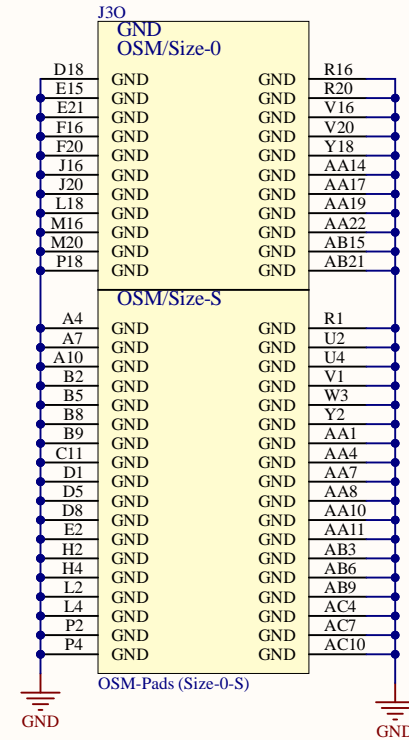 J3O
GND
OSM/Size-0
D18 GND GND R16
E15 GND GND R20
E21 GND GND V16
F16 GND GND V20
F20 GND GND Y18
J16 GND GND AA14
J20 GND GND AA17
L18 GND GND AA19
M16 GND GND AA22
M20 GND GND AB15
P18 GND GND AB21
OSM/Size-S
A4 GND GND R1
A7 GND GND U2
A10 GND GND U4
B2 GND GND V1
B5 GND GND W3
B8 GND GND Y2
B9 GND GND AA1
C11 GND GND AA4
D1 GND GND AA7
D5 GND GND AA8
D8 GND GND AA10
E2 GND GND AA11
H2 GND GND AB3
H4 GND GND AB6
L2 GND GND AB9
L4 GND GND AC4
P2 GND GND AC7
P4 GND GND AC10
OSM-Pads (Size-0-S)
GND GND